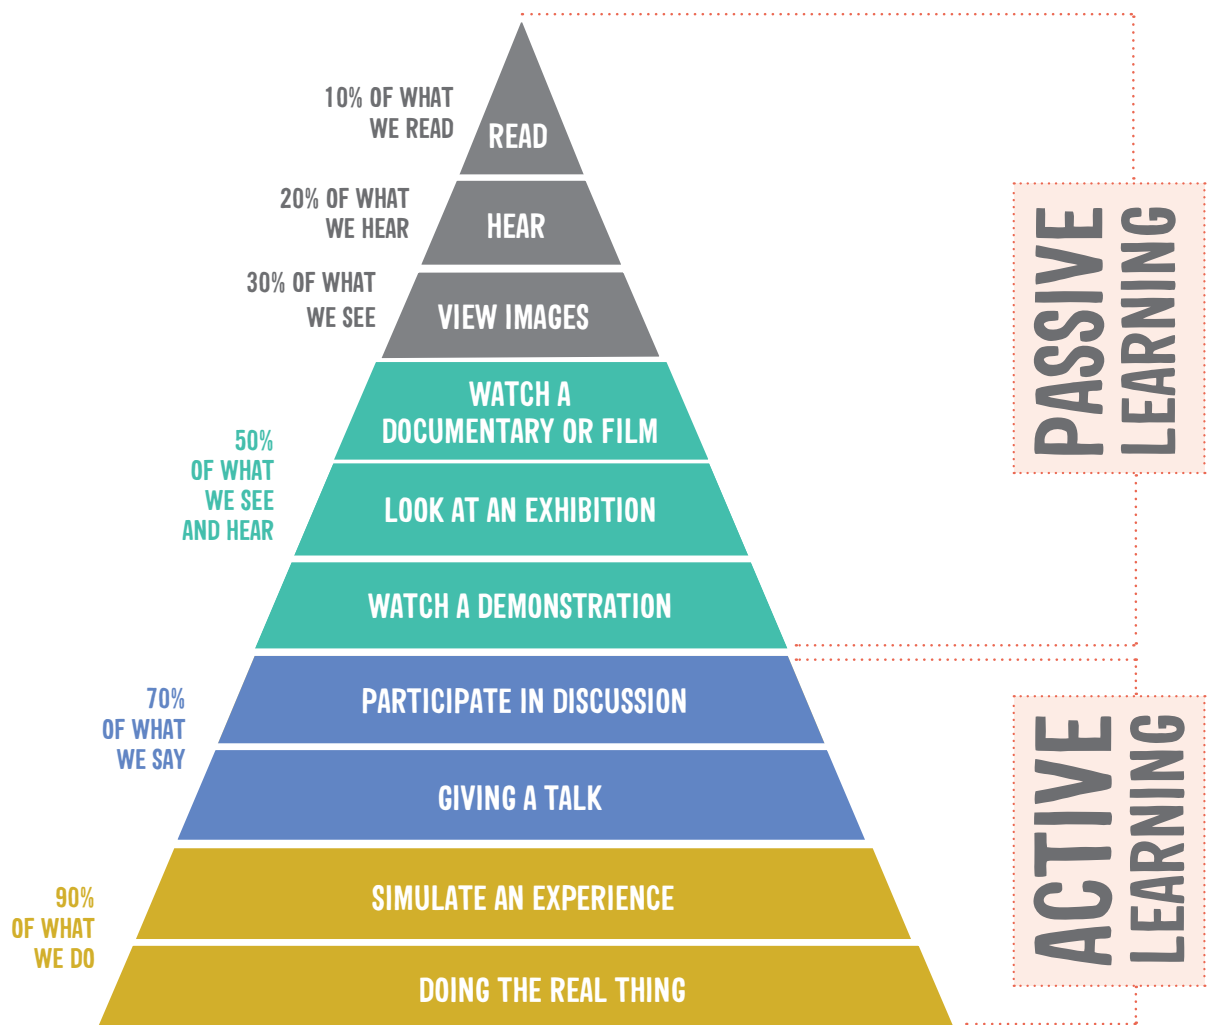 10% OF WHAT
WE READ
READ
20% OF WHAT
WE HEAR
HEAR
30% OF WHAT
WE SEE
VIEW IMAGES
PASSIVE
LEARNING
50%
OF WHAT
WE SEE
AND HEAR
WATCH A
DOCUMENTARY OR FILM
LOOK AT AN EXHIBITION
WATCH A DEMONSTRATION
70%
OF WHAT
WE SAY
PARTICIPATE IN DISCUSSION
GIVING A TALK
ACTIVE
LEARNING
90%
OF WHAT
WE DO
SIMULATE AN EXPERIENCE
DOING THE REAL THING